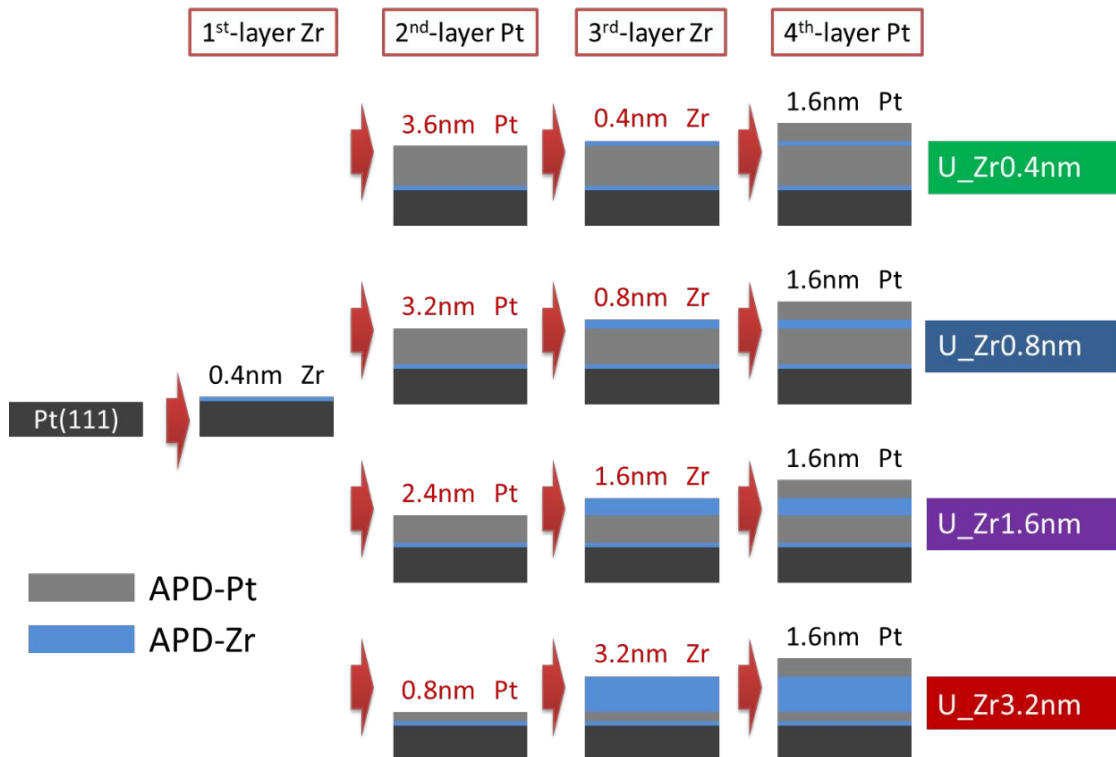 1st-layer Zr
2nd-layer Pt
3rd-layer Zr
4th-layer Pt
3.6nm Pt
0.4nm Zr
1.6nm Pt
U_Zr0.4nm
3.2nm Pt
0.8nm Zr
1.6nm Pt
U_Zr0.8nm
Pt(111)
0.4nm Zr
2.4nm Pt
1.6nm Zr
1.6nm Pt
U_Zr1.6nm
APD-Pt
APD-Zr
0.8nm Pt
3.2nm Zr
1.6nm Pt
U_Zr3.2nm